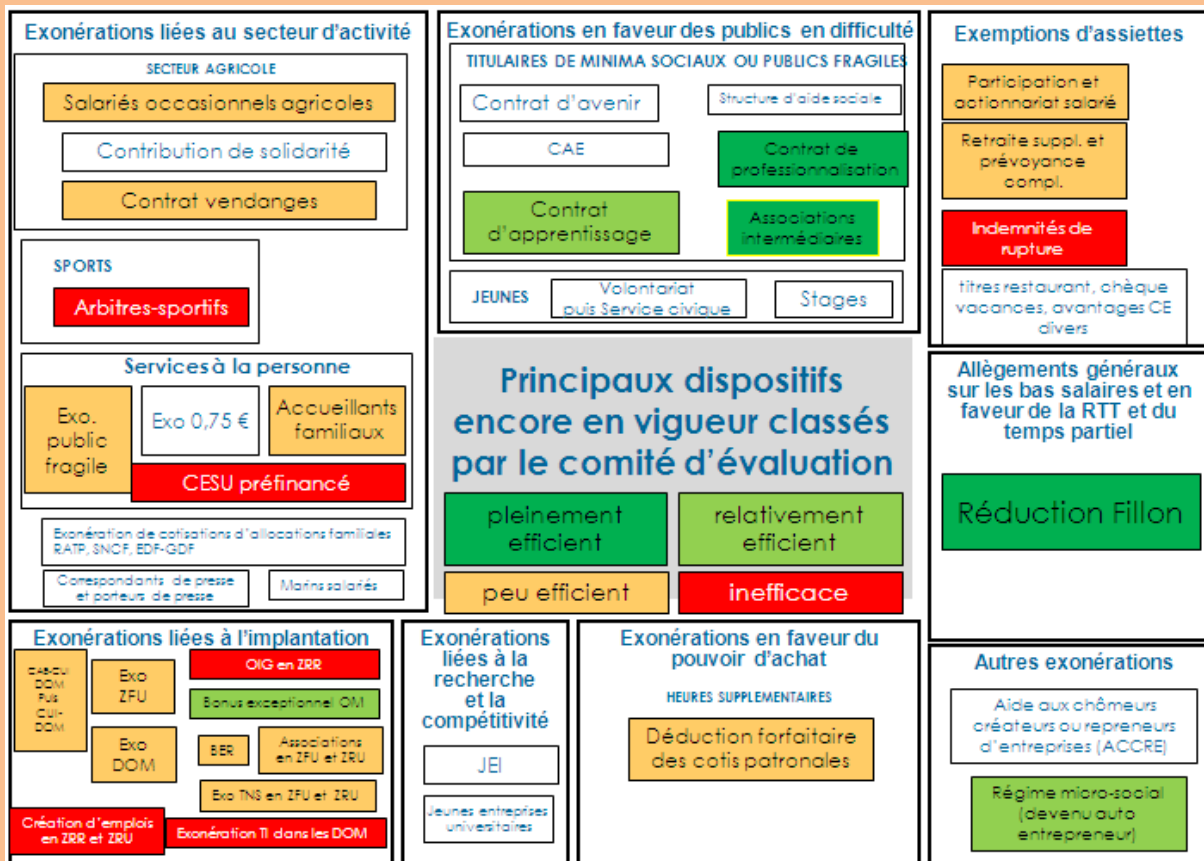 Exonérations liées au secteur d'activité
SECTEUR AGRICOLE
Salariés occasionnels agricoles
Contribution de solidarité
Contrat vendanges
SPORTS
Arbitres-sportifs
Services à la personne
Exo.
public
fragile
Exo 0,75 €
Accueillants
familiaux
CESU préfinancé
Exonération de cotisations d'allocations familiales
RATP, SNCF, EDF-GDF
Correspondants de presse
et porteurs de presse
Marins salariés
Exonérations en faveur des publics en difficulté
TITULAIRES DE MINIMA SOCIAUX OU PUBLICS FRAGILES
Contrat d'avenir
Structure d'aide sociale
CAE
Contrat de
professionnalisation
Contrat
d'apprentissage
Associations
intermédiaires
JEUNES
Volontariat
puis Service civique
Stages
Exemptions d'assiettes
Participation et
actionnariat salarié
Retraite suppl. et
prévoyance
compl.
Indemnités de
rupture
titres restaurant, chèque
vacances, avantages CE
divers
Principaux dispositifs
encore en vigueur classés
par le comité d'évaluation
pleinement
efficient
relativement
efficient
peu efficient
inefficace
Allègements généraux
sur les bas salaires et en
faveur de la RTT et du
temps partiel
Réduction Fillon
Exonérations liées à l'implantation
DOM
Puis
CUI-
DOM
Exo
ZFU
OIG en ZRR
Bonus exceptionnel OM
Exo
DOM
BER
Associations
en ZFU et ZRU
Exo TNS en ZFU et ZRU
Création d'emplois
en ZRR et ZRU
Exonération TI dans les DOM
Exonérations
liées à la
recherche
et la
compétitivité
JEI
Jeunes entreprises
universitaires
Exonérations en faveur du
pouvoir d'achat
HEURES SUPPLEMENTAIRES
Déduction forfaitaire
des cotis patronales
Autres exonérations
Aide aux chômeurs
créateurs ou repreneurs
d'entreprises (ACCRE)
Régime micro-social
(devenu auto
entrepreneur)